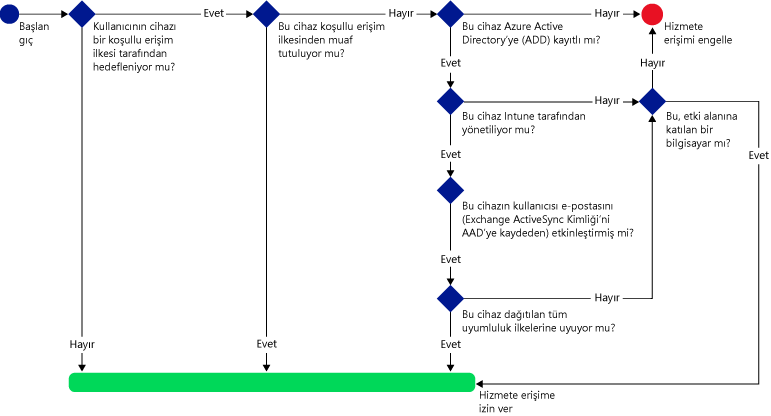 Başlan
gıç
Kullanıcının cihazı
bir koşullu erişim
ilkesi tarafından
hedefleniyor mu?
Evet
Bu cihaz koşullu erişim
ilkesinden muaf
tutuluyor mu?
Hayır
Bu cihaz Azure Active
Directory'ye (ADD) kayıtlı mı?
Hayır
Hizmete
erişimi engelle
Evet
Hayır
Bu cihaz Intune tarafından
yönetiliyor mu?
Hayır
Bu, etki alanına
katılan bir
bilgisayar mı?
Evet
Evet
Bu cihazın kullanıcısı e-postasını
(Exchange ActiveSync Kimliği'ni
AAD'ye kaydeden) etkinleştirmiş mi?
Evet
Bu cihaz dağıtılan tüm
uyumluluk ilkelerine uyuyor mu?
Hayır
Hayır
Evet
Evet
Hizmete erişime
izin ver